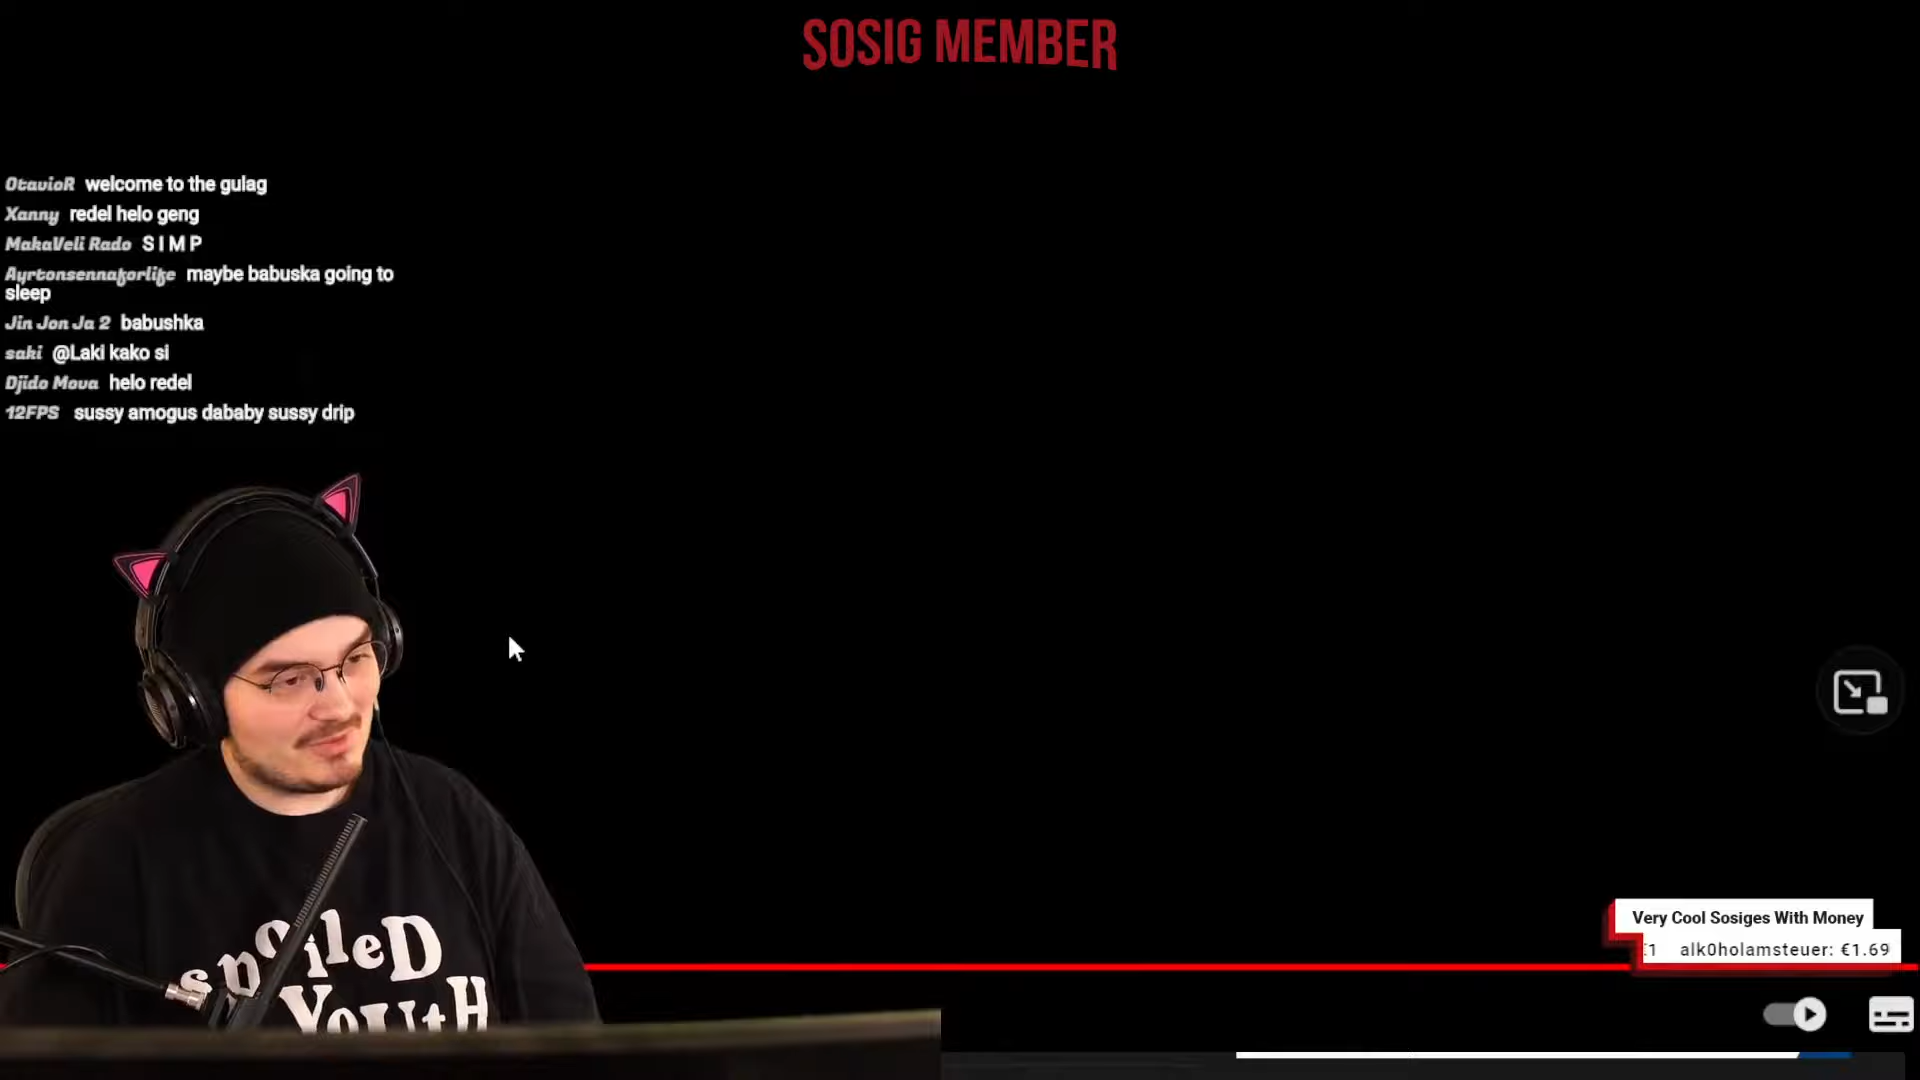 SOSIG MEMBER
OtavioR welcome to the gulag
Xanny redel helo geng
MakaVeli Rado S I M P
Ayrtonsennaforlife maybe babuska going to
sleep
Jin Jon Ja 2 babushka
saki @Laki kako si
Djido Mova helo redel
12FPS sussy amogus dababy sussy drip
spoileD
YoUtH
Very Cool Sosiges With Money
€1 alk0holamsteuer: €1.69